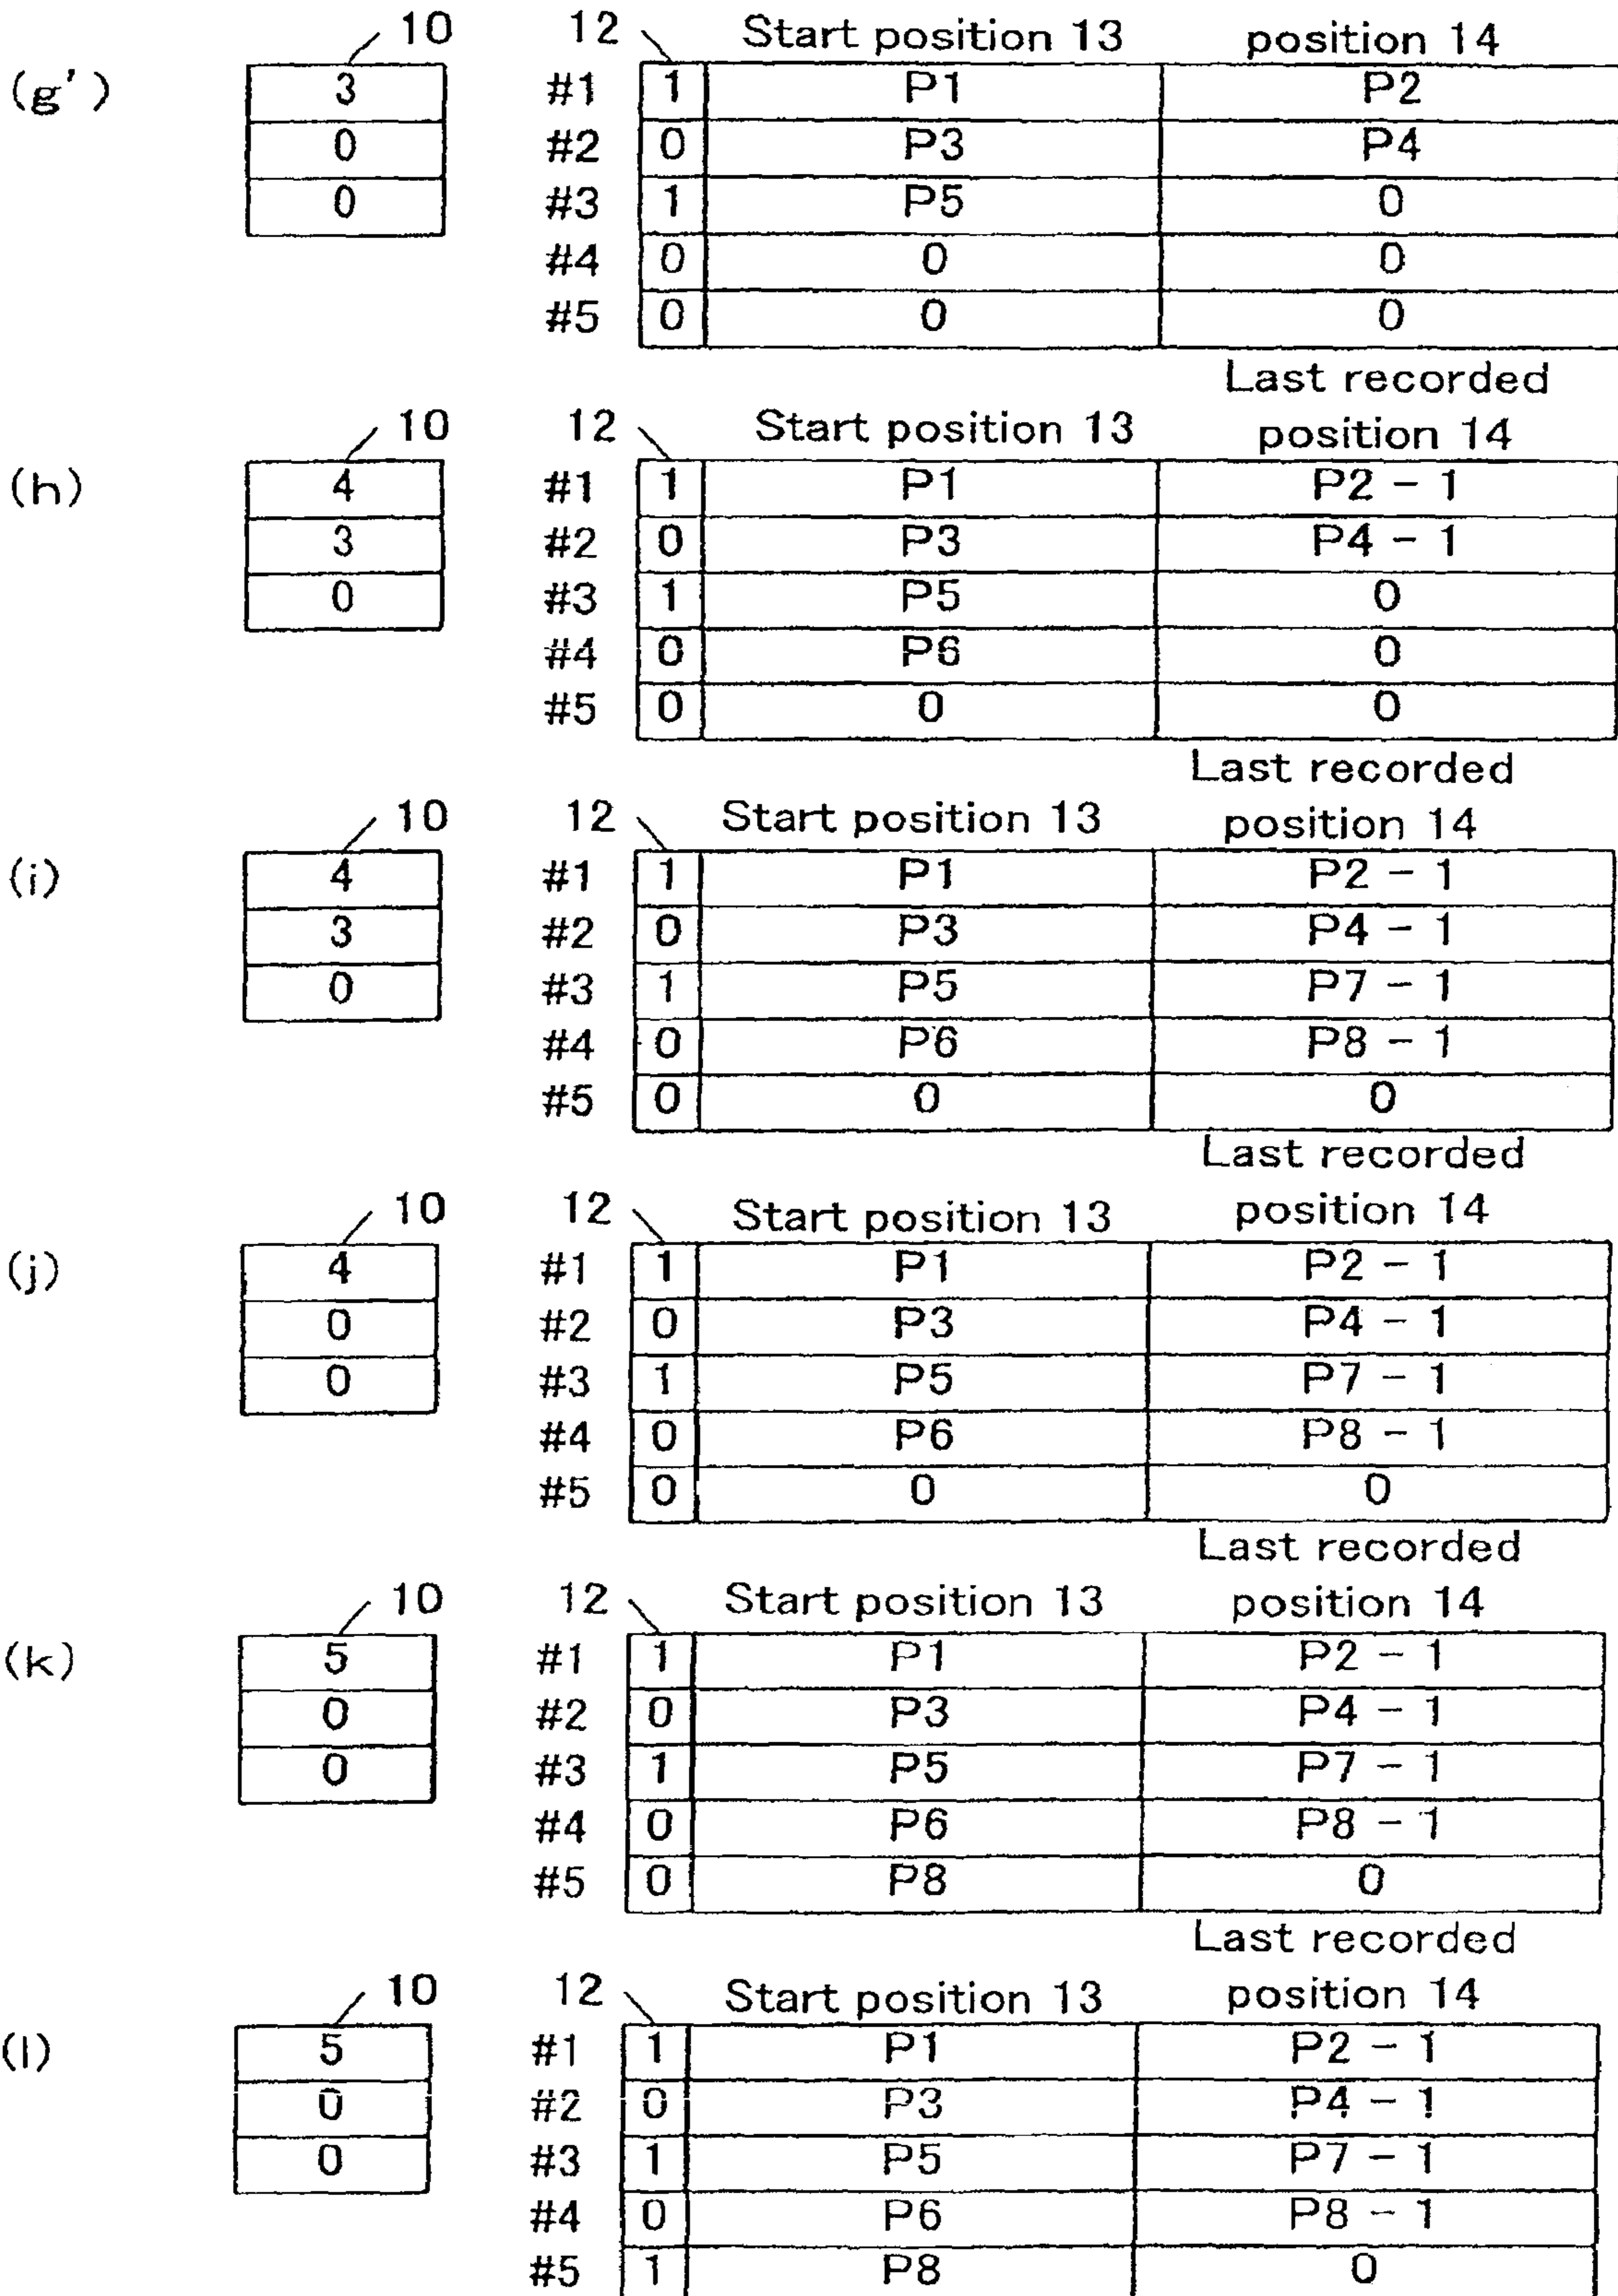 10 12 Start position 13 position 14
(g') 3 #1 1 P1 P2
0 #2 0 P3 P4
0 #3 1 P5 0
#4 0 0 0
#5 0 0 0
Last recorded
10 12 Start position 13 position 14
(h) 4 #1 1 P1 P2 - 1
3 #2 0 P3 P4 - 1
0 #3 1 P5 0
#4 0 P6 0
#5 0 0 0
Last recorded
10 12 Start position 13 position 14
(i) 4 #1 1 P1 P2 - 1
3 #2 0 P3 P4 - 1
0 #3 1 P5 P7 - 1
#4 0 P6 P8 - 1
#5 0 0 0
Last recorded
10 12 Start position 13 position 14
(j) 4 #1 1 P1 P2 - 1
0 #2 0 P3 P4 - 1
0 #3 1 P5 P7 - 1
#4 0 P6 P8 - 1
#5 0 0 0
Last recorded
10 12 Start position 13 position 14
(k) 5 #1 1 P1 P2 - 1
0 #2 0 P3 P4 - 1
0 #3 1 P5 P7 - 1
#4 0 P6 P8 - 1
#5 0 P8 0
Last recorded
10 12 Start position 13 position 14
(l) 5 #1 1 P1 P2 - 1
0 #2 0 P3 P4 - 1
0 #3 1 P5 P7 - 1
#4 0 P6 P8 - 1
#5 1 P8 0